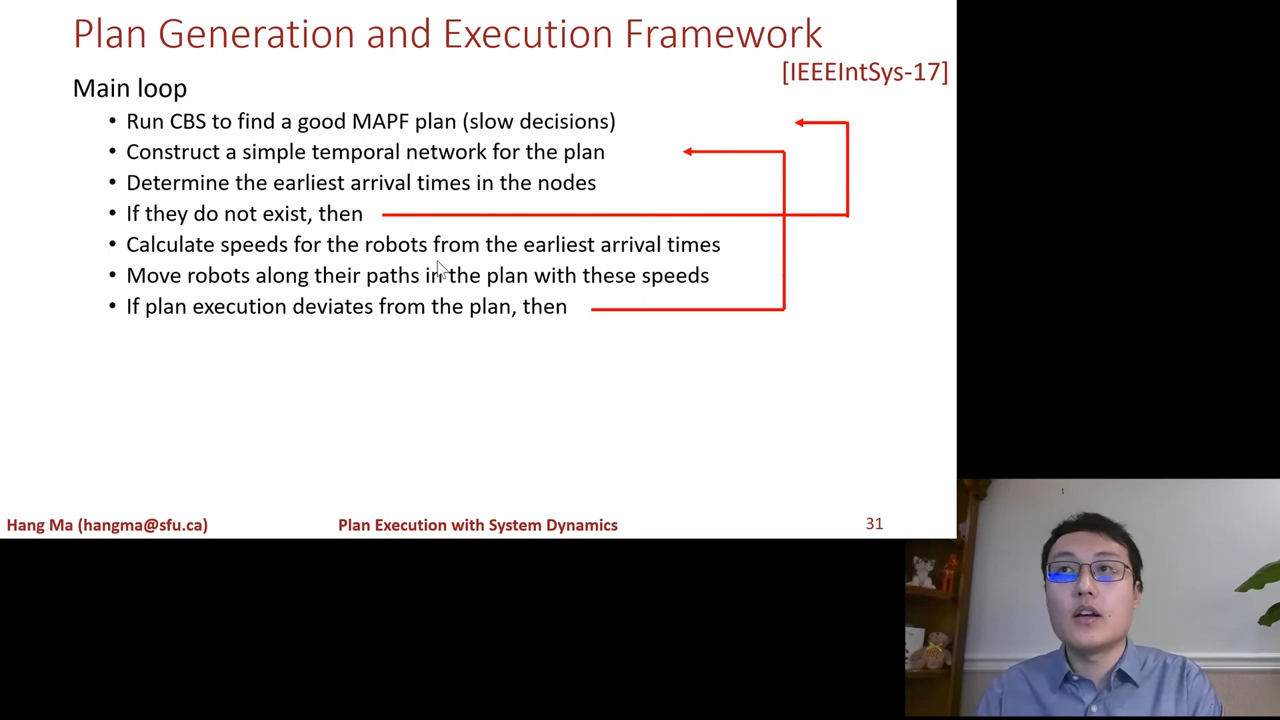 Plan Generation and Execution Framework
[IEEEIntSys-17]
Main loop
• Run CBS to find a good MAPF plan (slow decisions)
• Construct a simple temporal network for the plan
• Determine the earliest arrival times in the nodes
• If they do not exist, then
• Calculate speeds for the robots from the earliest arrival times
• Move robots along their paths in the plan with these speeds
• If plan execution deviates from the plan, then
Hang Ma (hangma@sfu.ca)
Plan Execution with System Dynamics
31